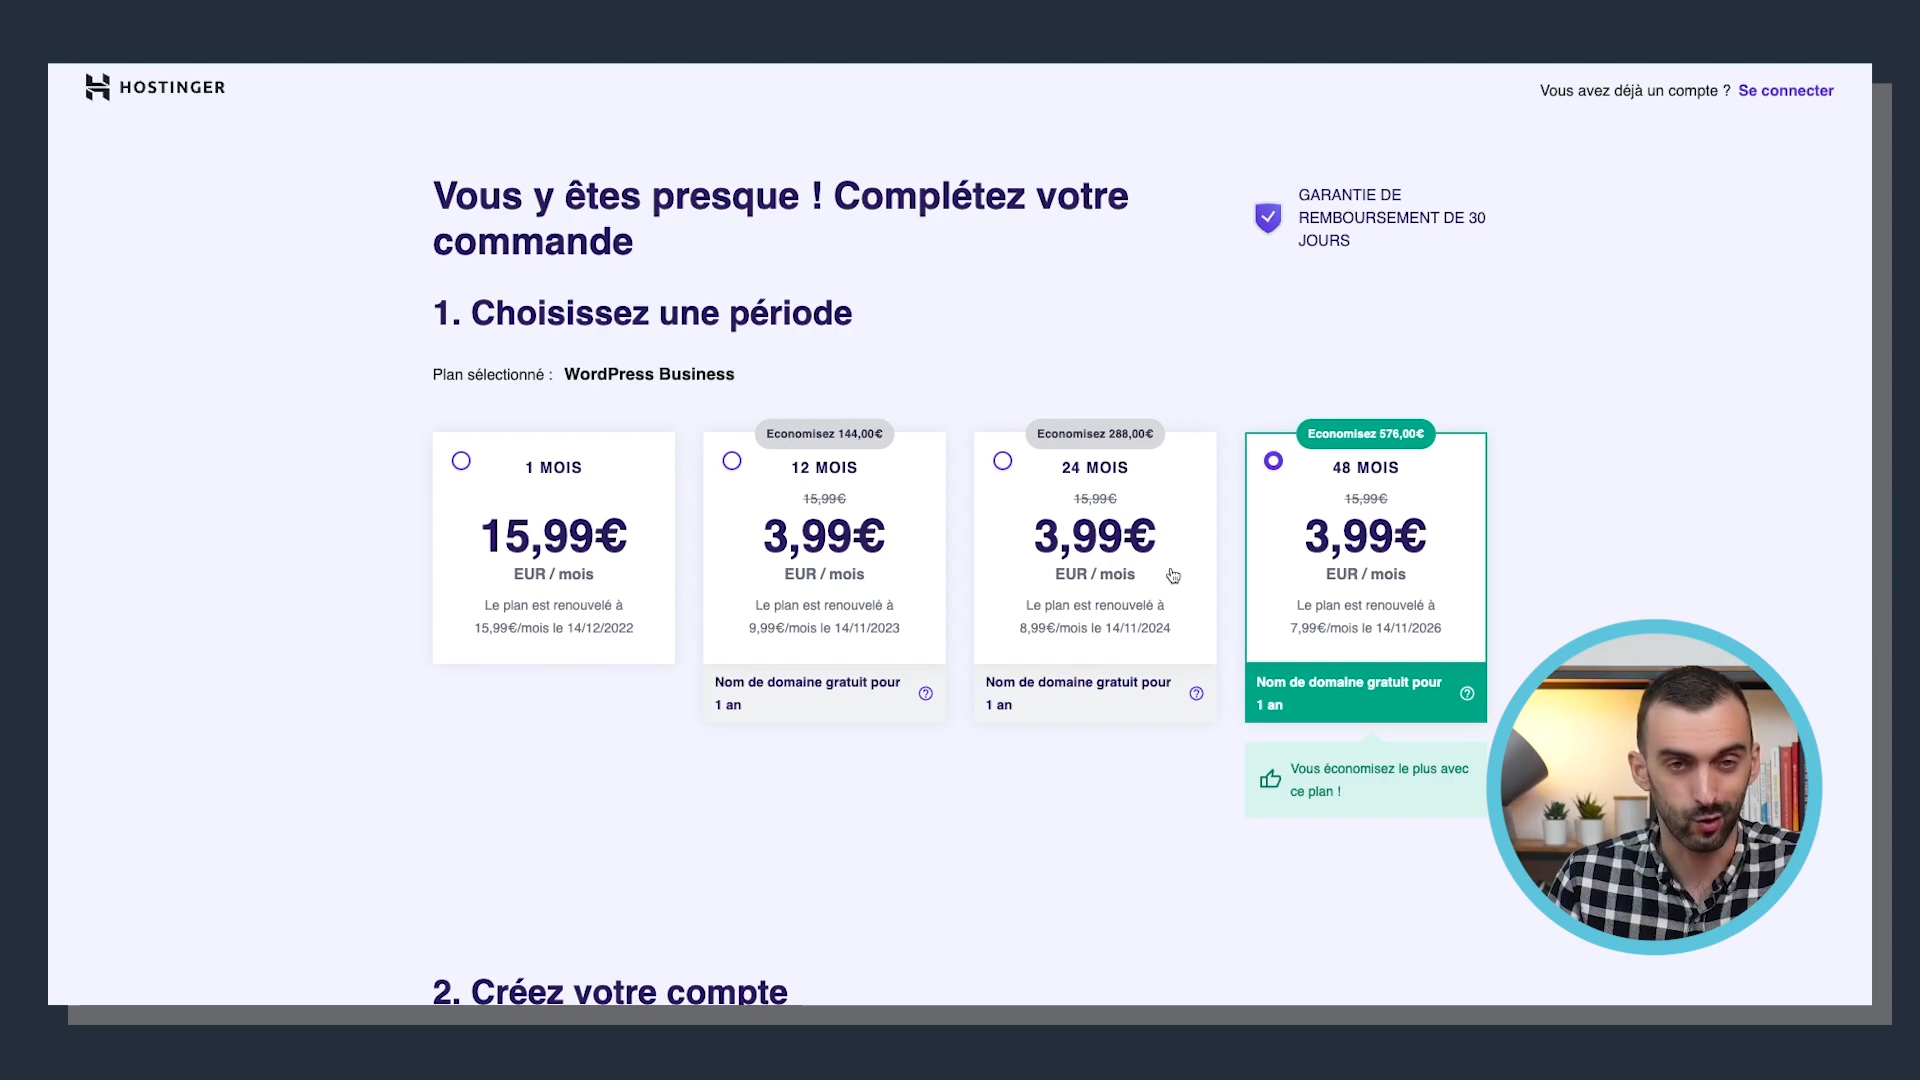 HOSTINGER
Vous avez déjà un compte ? Se connecter
Vous y êtes presque ! Complétez votre
commande
GARANTIE DE
REMBOURSEMENT DE 30
JOURS
1. Choisissez une période
Plan sélectionné : WordPress Business
1 MOIS
15,99€
EUR / mois
Le plan est renouvelé à
15,99€/mois le 14/12/2022
Economisez 144,00€
12 MOIS
15,99€
3,99€
EUR / mois
Le plan est renouvelé à
9,99€/mois le 14/11/2023
Nom de domaine gratuit pour
1 an
Economisez 288,00€
24 MOIS
15,99€
3,99€
EUR / mois
Le plan est renouvelé à
8,99€/mois le 14/11/2024
Nom de domaine gratuit pour
1 an
Economisez 576,00€
48 MOIS
15,99€
3,99€
EUR / mois
Le plan est renouvelé à
7,99€/mois le 14/11/2026
Nom de domaine gratuit pour
1 an
Vous économisez le plus avec
ce plan !
2. Créez votre compte